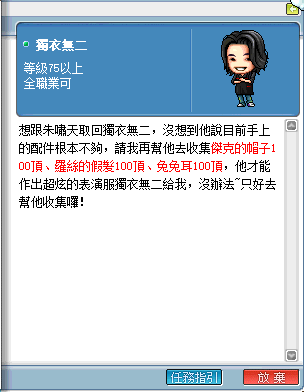 獨衣無二
等級75以上
全職業可
想跟朱嘯天取回獨衣無二，沒想到他說目前手上
的配件根本不夠，請我再幫他去收集傑克的帽子1
00頂、羅絲的假髮100頂、兔兔耳100頂，他才能
作出超炫的表演服獨衣無二給我，沒辦法~只好去
幫他收集囉!
任務指引
放棄